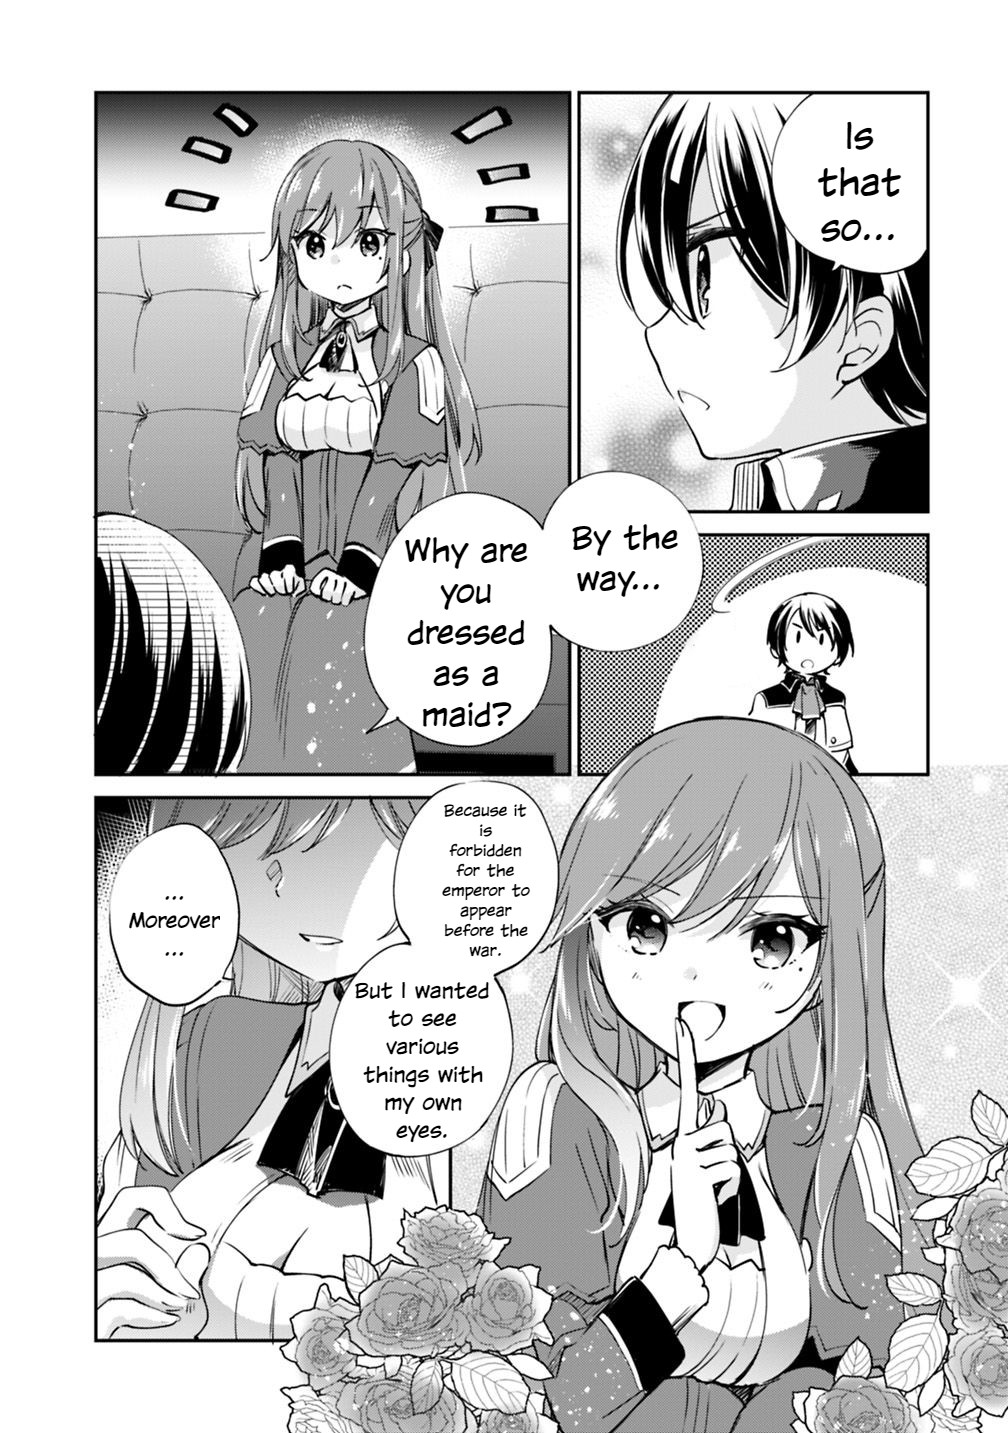 Is
that
so...
By the
way...
Why are
you
dressed
as a
maid?
Because it
is
forbidden
for the
emperor to
appear
before the
war.
But I wanted
to see
various
things with
my own
eyes.
...
Moreover
...